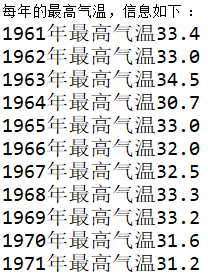 每年的最高气温，信息如下：
1961年最高气温33.4
1962年最高气温33.0
1963年最高气温34.5
1964年最高气温30.7
1965年最高气温33.0
1966年最高气温32.0
1967年最高气温32.5
1968年最高气温33.3
1969年最高气温33.2
1970年最高气温31.6
1971年最高气温31.2